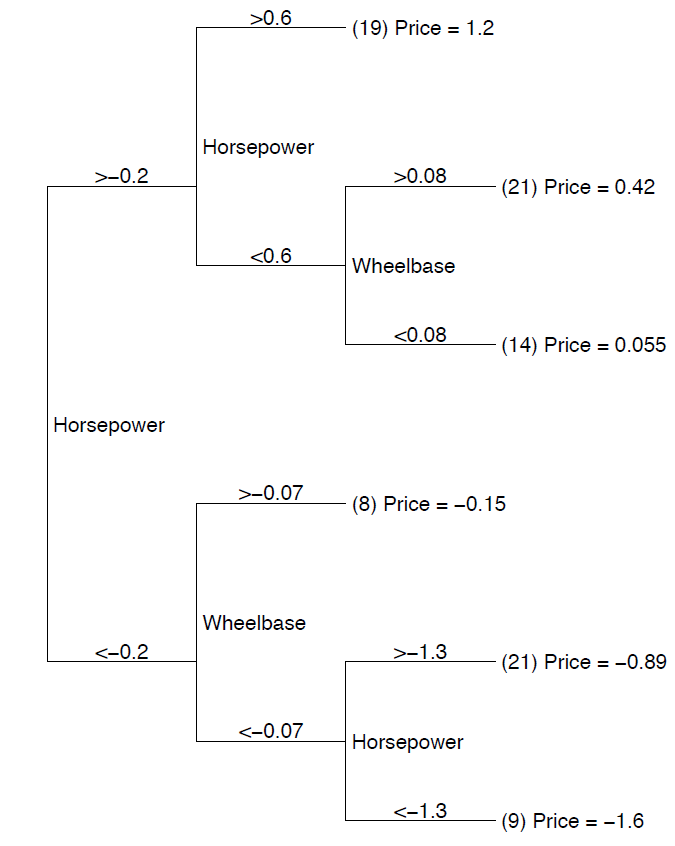 >0.6
(19) Price = 1.2
Horsepower
>−0.2
>0.08
(21) Price = 0.42
<0.6
Wheelbase
<0.08
(14) Price = 0.055
Horsepower
>−0.07
(8) Price = −0.15
Wheelbase
<−0.2
>−1.3
(21) Price = −0.89
<−0.07
Horsepower
<−1.3
(9) Price = −1.6